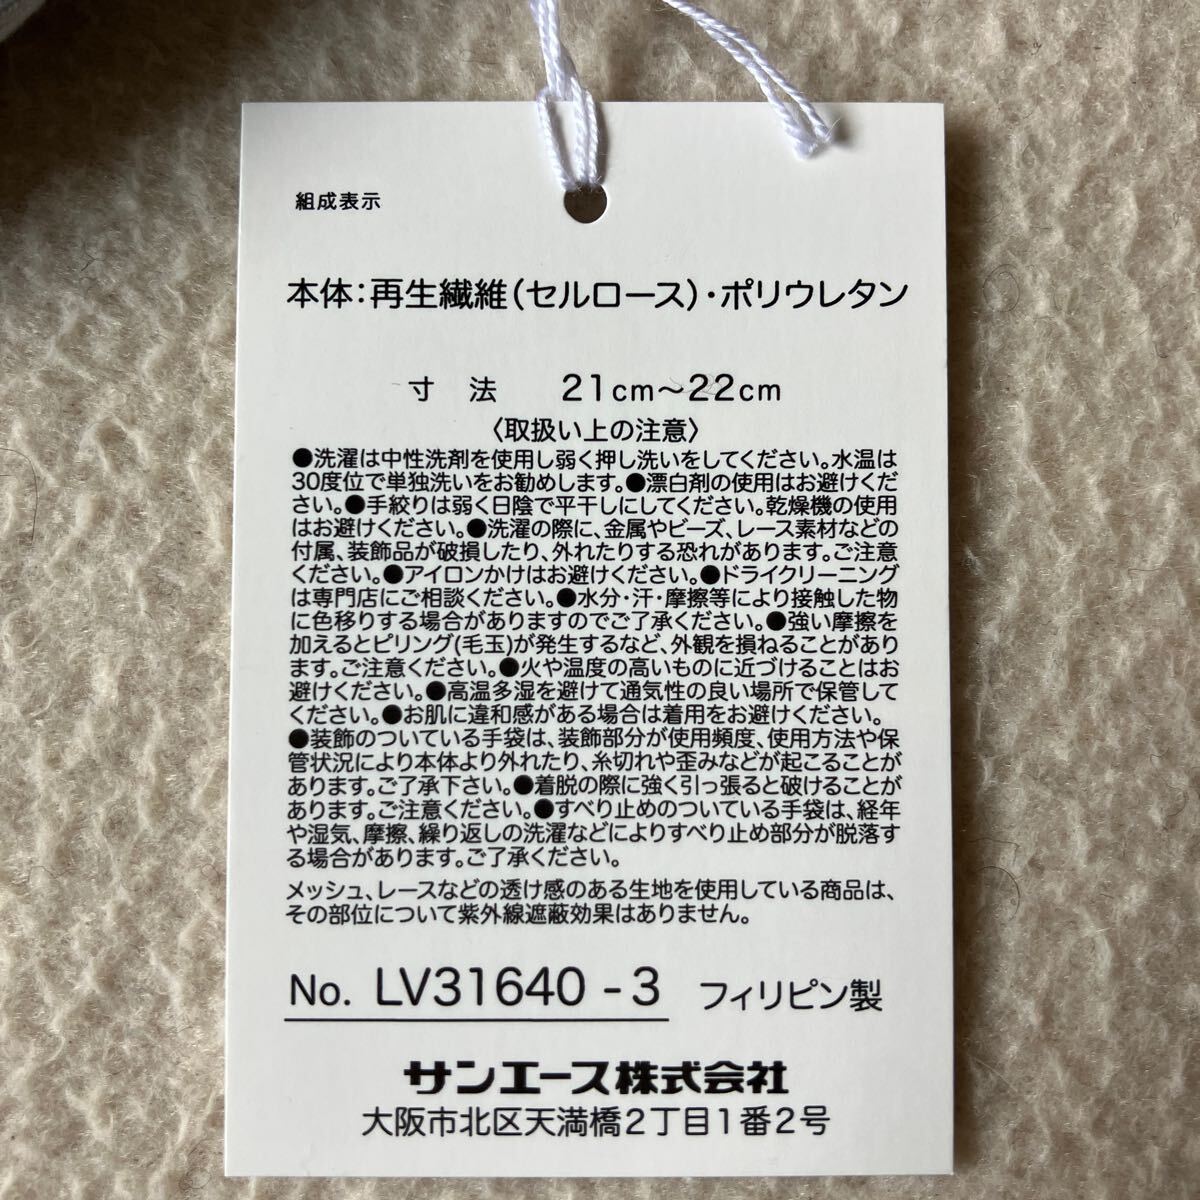 組成表示
本体：再生繊維（セルロース）・ポリウレタン
寸　法　　21cm～22cm
〈取扱い上の注意〉
●洗濯は中性洗剤を使用し弱く押し洗いをしてください。水温は
30度位で単独洗いをお勧めします。●漂白剤の使用はお避けくだ
さい。●手絞りは弱く日陰で平干しにしてください。乾燥機の使用
はお避けください。●洗濯の際に、金属やビーズ、レース素材などの
付属、装飾品が破損したり、外れたりする恐れがあります。ご注意
ください。●アイロンかけはお避けください。●ドライクリーニング
は専門店にご相談ください。●水分・汗・摩擦等により接触した物
に色移りする場合がありますのでご了承ください。●強い摩擦を
加えるとピリング(毛玉)が発生するなど、外観を損ねることがあり
ます。ご注意ください。●火や温度の高いものに近づけることはお
避けください。●高温多湿を避けて通気性の良い場所で保管して
ください。●お肌に違和感がある場合は着用をお避けください。
●装飾のついている手袋は、装飾部分が使用頻度、使用方法や保
管状況により本体より外れたり、糸切れや歪みなどが起こることが
あります。ご了承下さい。●着脱の際に強く引っ張ると破けることが
あります。ご注意ください。●すべり止めのついている手袋は、経年
や湿気、摩擦、繰り返しの洗濯などによりすべり止め部分が脱落す
る場合があります。ご了承ください。
メッシュ、レースなどの透け感のある生地を使用している商品は、
その部位について紫外線遮蔽効果はありません。
No. LV31640 - 3　フィリピン製
サンエース株式会社
大阪市北区天満橋2丁目1番2号